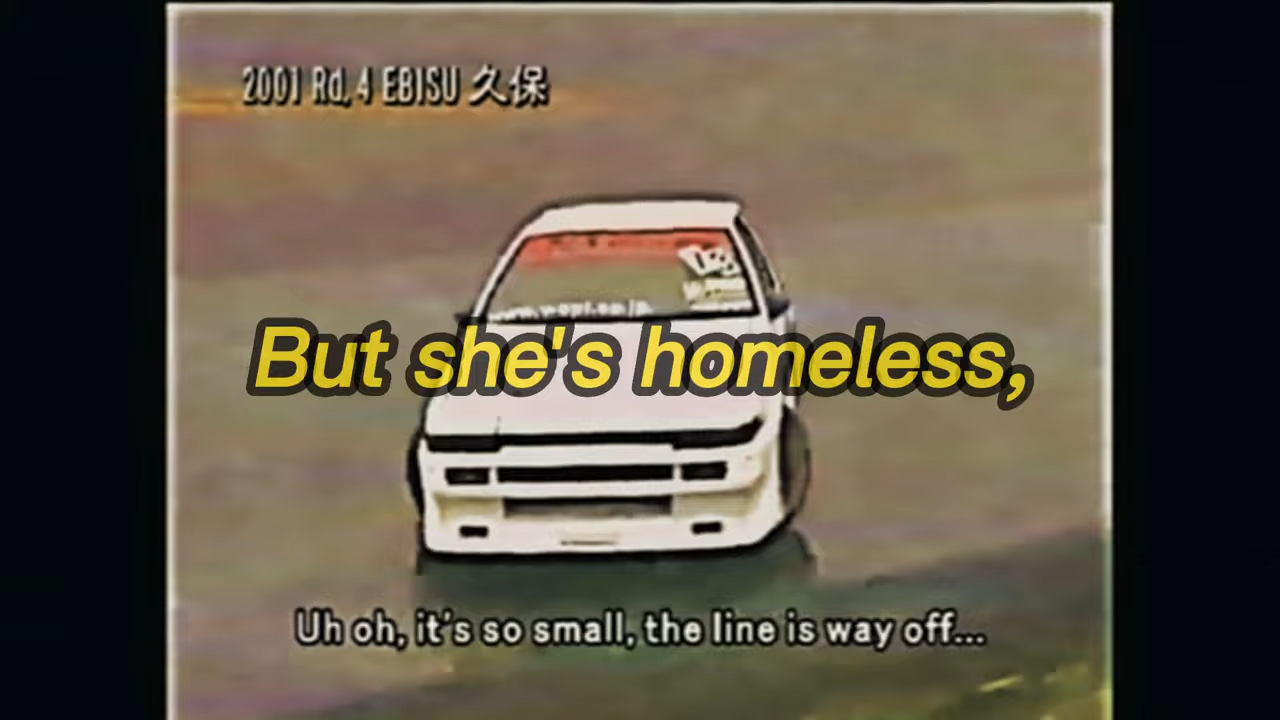 2001 Rd. 4 EBISU 久保
But she's homeless,
Uh oh, it's so small, the line is way off...